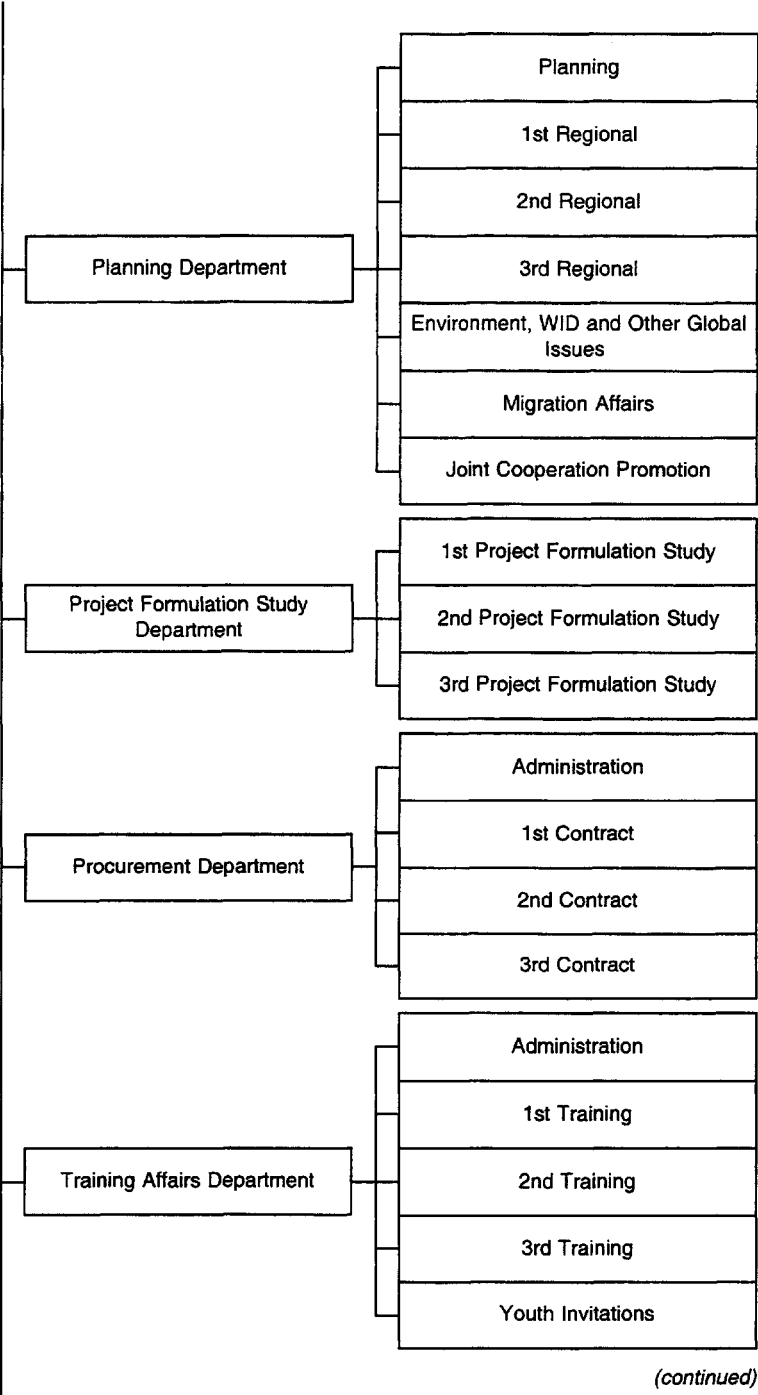 Planning
1st Regional
2nd Regional
Planning Department
3rd Regional
Environment, WID and Other Global
Issues
Migration Affairs
Joint Cooperation Promotion
1st Project Formulation Study
Project Formulation Study
Department
2nd Project Formulation Study
3rd Project Formulation Study
Administration
1st Contract
Procurement Department
2nd Contract
3rd Contract
Administration
1st Training
Training Affairs Department
2nd Training
3rd Training
Youth Invitations
(continued)